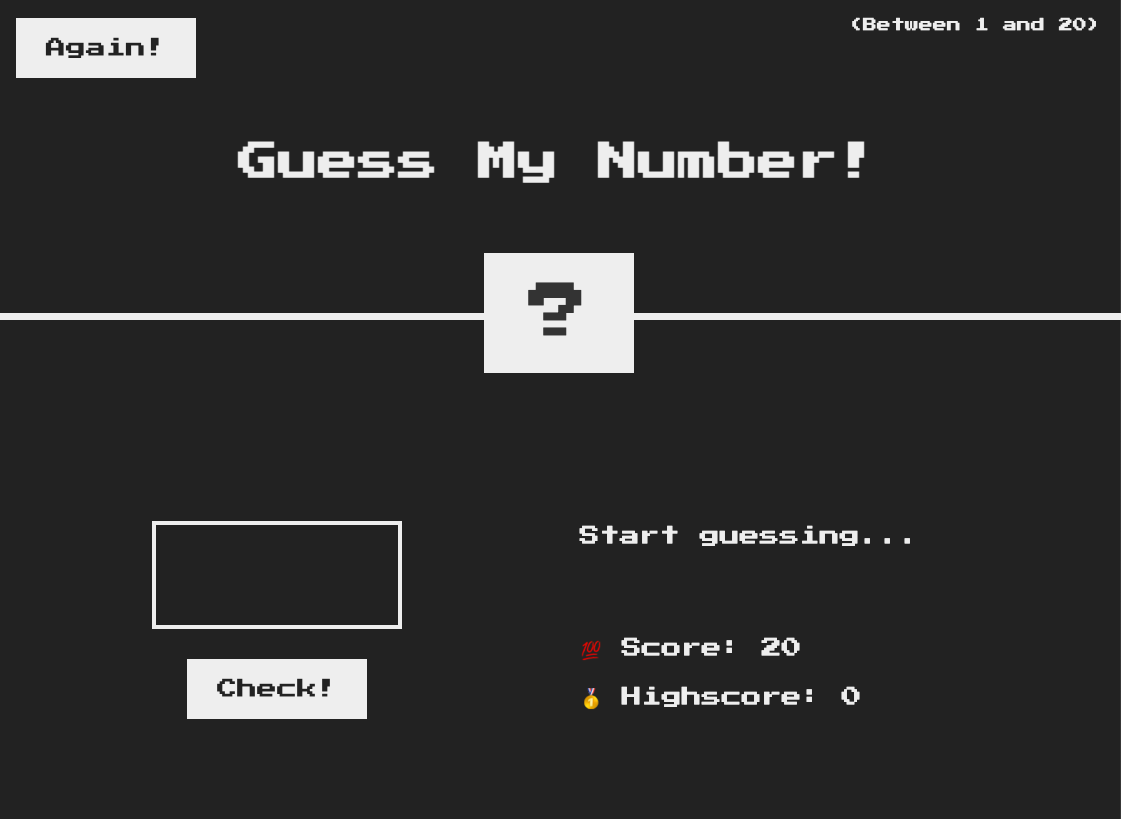 Again!
(Between 1 and 20)
Guess My Number!
?
Start guessing...
💯 Score: 20
🥇 Highscore: 0
Check!